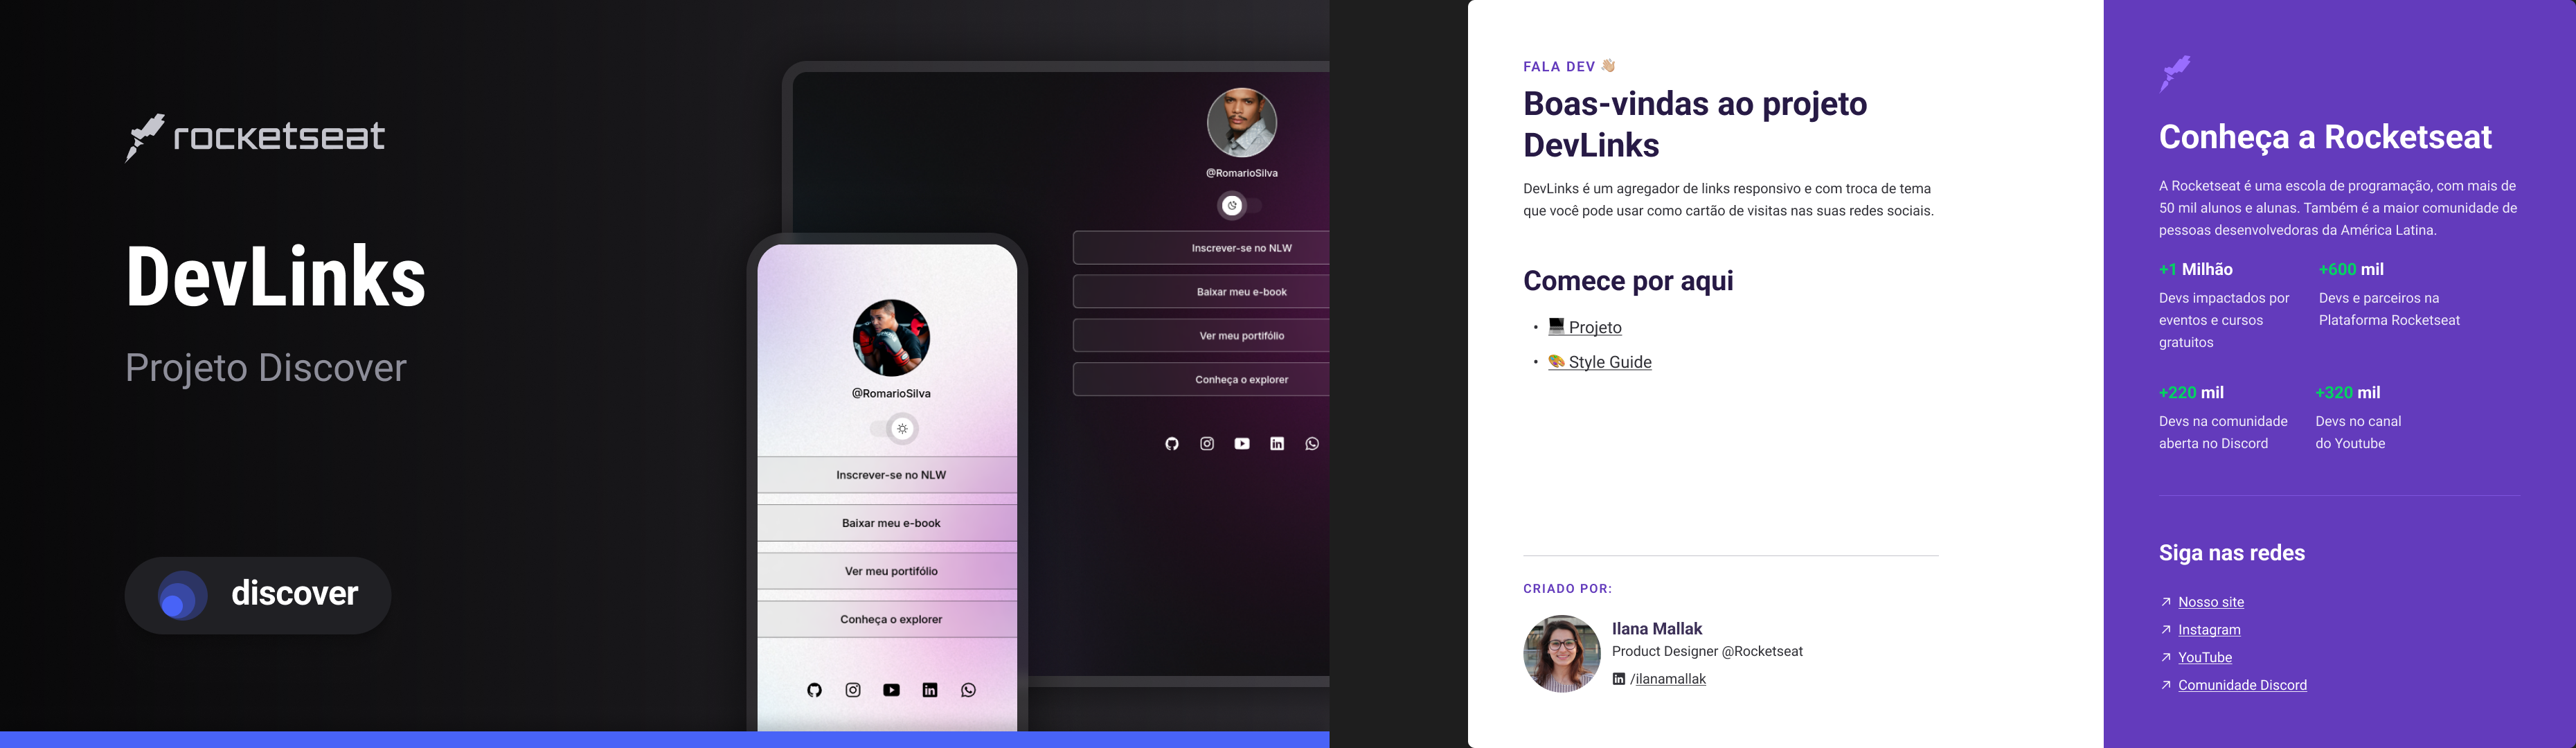 rocketseat
DevLinks
Projeto Discover
discover
@RomarioSilva
Inscrever-se no NLW
Baixar meu e-book
Ver meu portifólio
Conheça o explorer
@RomarioSilva
Inscrever-se no NLW
Baixar meu e-book
Ver meu portifólio
Conheça o explorer
FALA DEV 👋🏼
Boas-vindas ao projeto
DevLinks
DevLinks é um agregador de links responsivo e com troca de tema
que você pode usar como cartão de visitas nas suas redes sociais.
Comece por aqui
• 💻 Projeto
• 🎨 Style Guide
CRIADO POR:
Ilana Mallak
Product Designer @Rocketseat
in /ilanamallak
Conheça a Rocketseat
A Rocketseat é uma escola de programação, com mais de
50 mil alunos e alunas. Também é a maior comunidade de
pessoas desenvolvedoras da América Latina.
+1 Milhão
Devs impactados por
eventos e cursos
gratuitos
+600 mil
Devs e parceiros na
Plataforma Rocketseat
+220 mil
Devs na comunidade
aberta no Discord
+320 mil
Devs no canal
do Youtube
Siga nas redes
↗ Nosso site
↗ Instagram
↗ YouTube
↗ Comunidade Discord